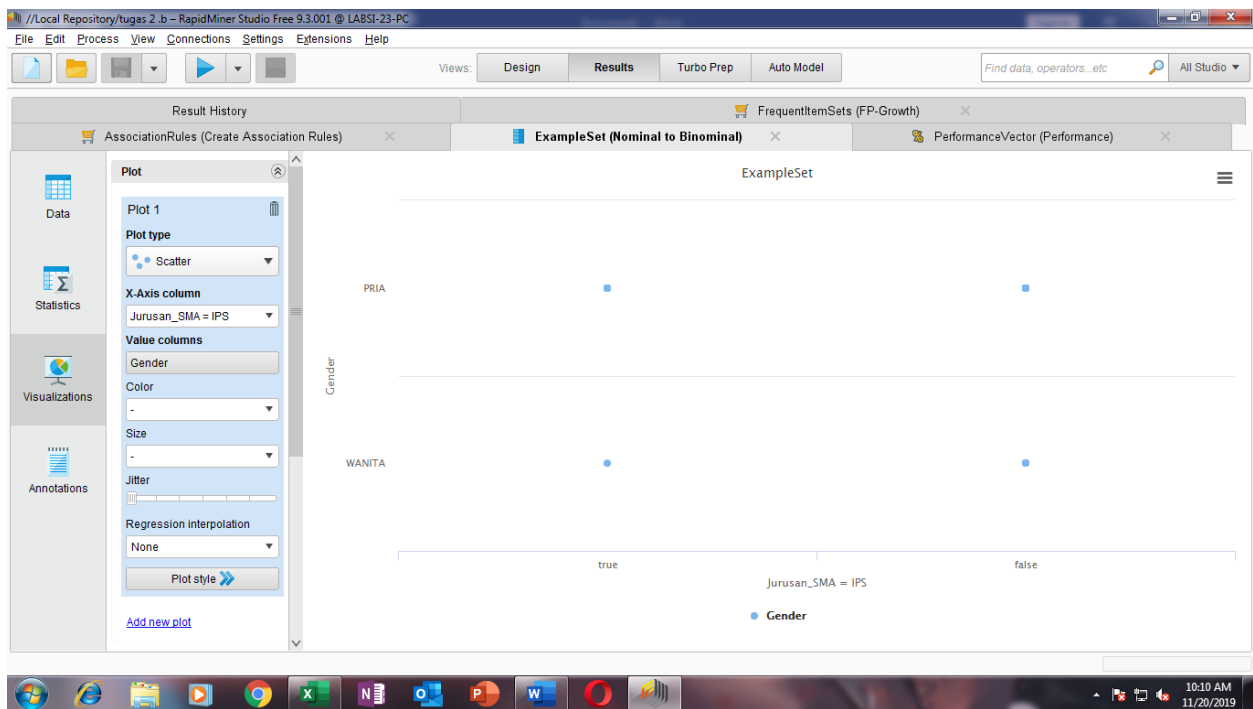 //Local Repository/tugas 2 .b – RapidMiner Studio Free 9.3.001 @ LABSI-23-PC
File Edit Process View Connections Settings Extensions Help
Views: Design Results Turbo Prep Auto Model Find data, operators...etc All Studio
Result History FrequentItemSets (FP-Growth)
AssociationRules (Create Association Rules) ExampleSet (Nominal to Binominal) PerformanceVector (Performance)
Data
Statistics
Visualizations
Annotations
Plot
Plot 1
Plot type
Scatter
X-Axis column
Jurusan_SMA = IPS
Value columns
Gender
Color
-
Size
-
Jitter
Regression interpolation
None
Plot style
Add new plot
ExampleSet
PRIA
Gender
WANITA
true false
Jurusan_SMA = IPS
Gender
10:10 AM
11/20/2019